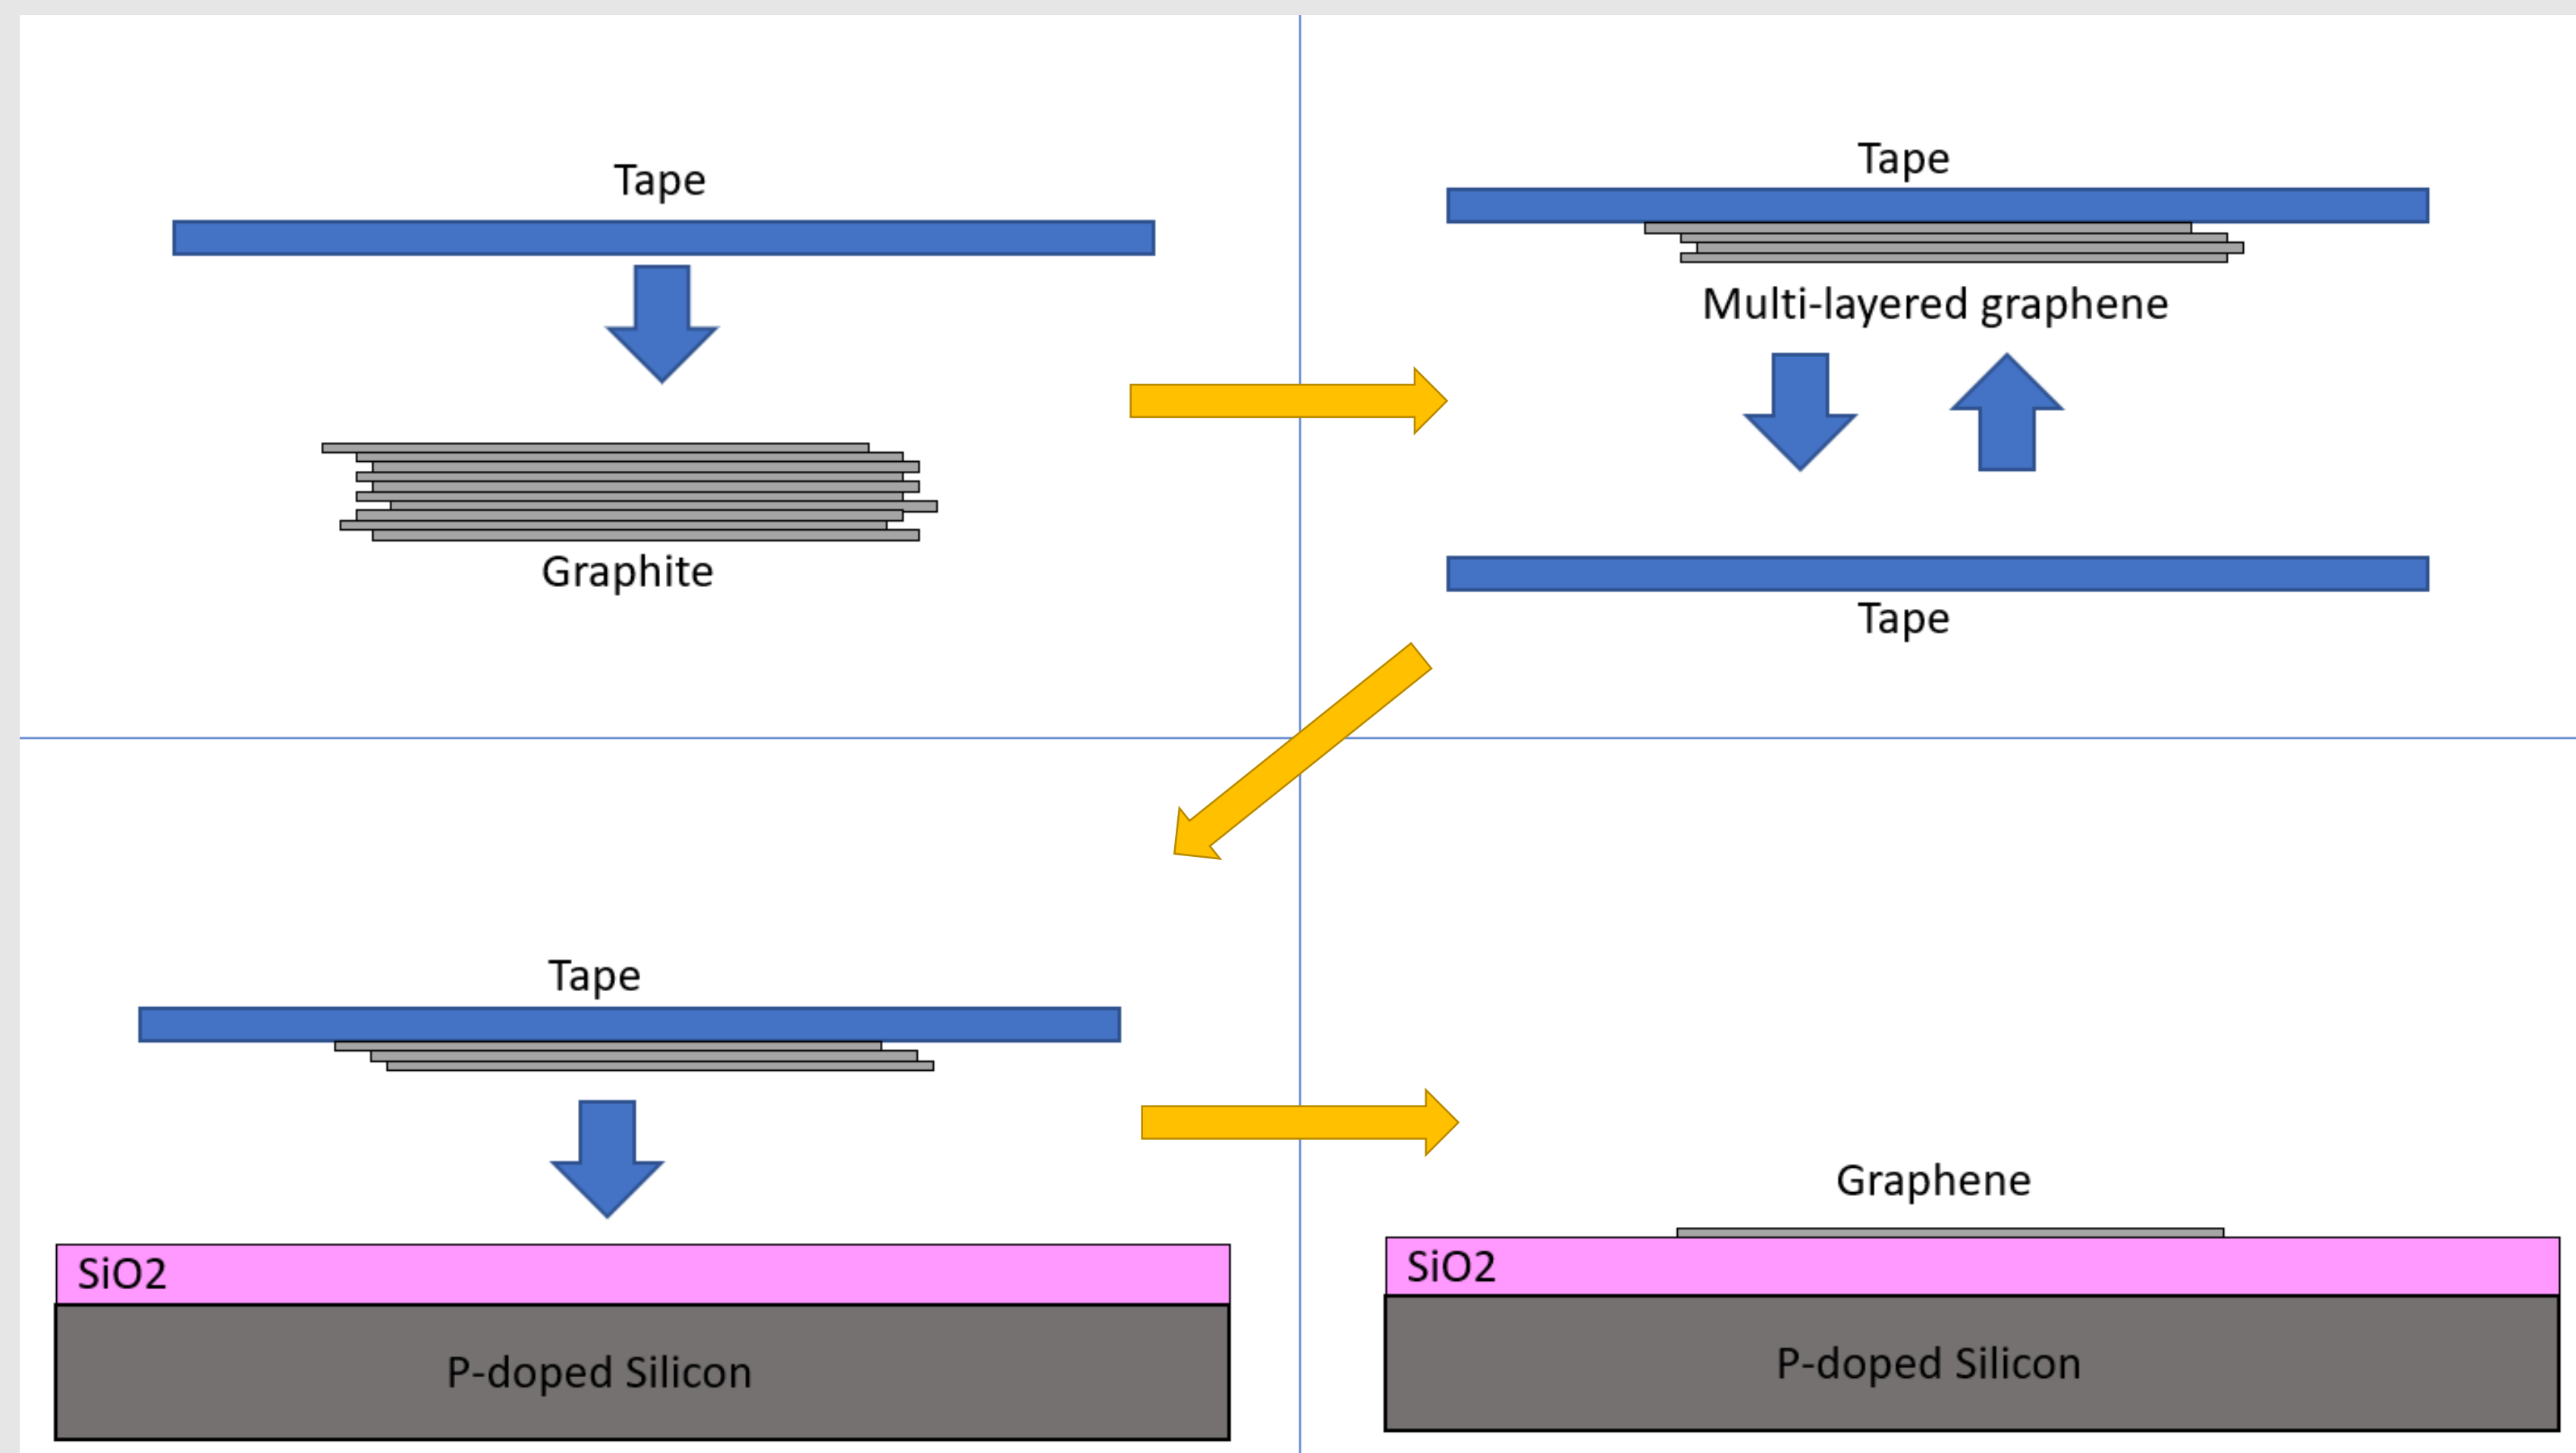 Tape
Graphite
Tape
Multi-layered graphene
Tape
Tape
SiO2
P-doped Silicon
Graphene
SiO2
P-doped Silicon